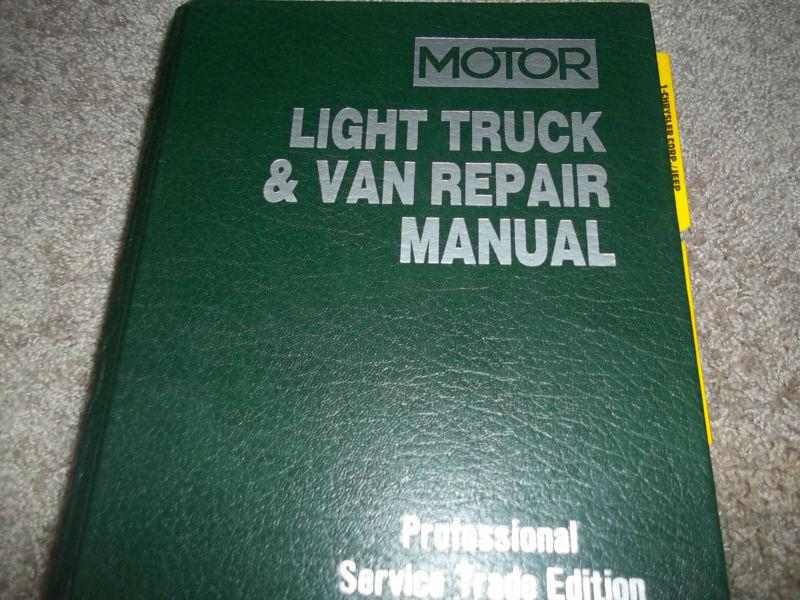 MOTOR
LIGHT TRUCK
& VAN REPAIR
MANUAL
Professional
Service Trade Edition
1-CHRYSLER CORP./JEEP